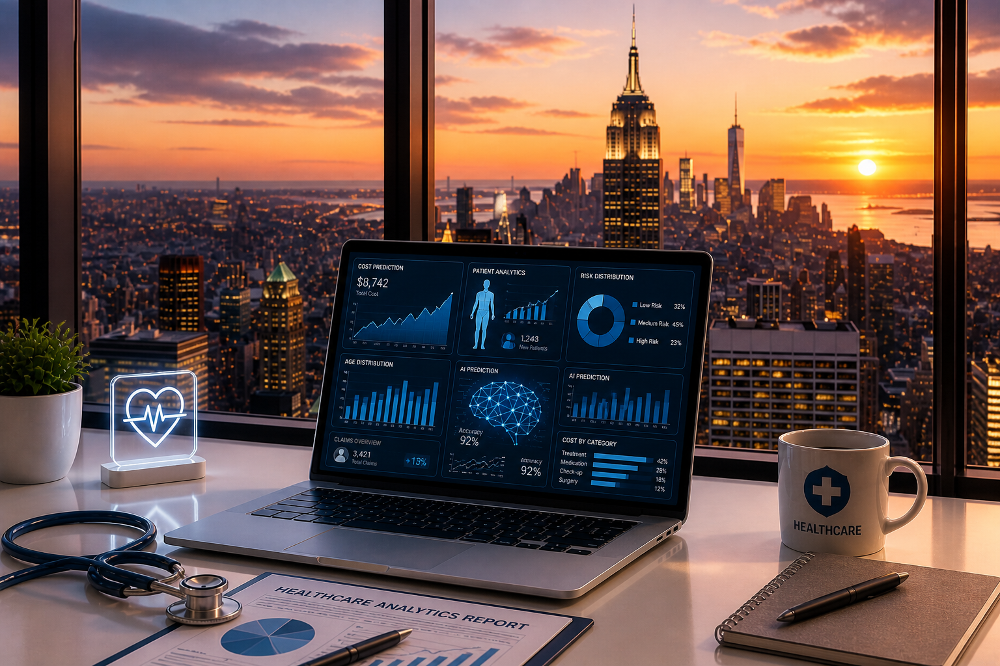 COST PREDICTION
$8,742
Total Cost
PATIENT ANALYTICS
1.243
New Patients
RISK DISTRIBUTION
Low Risk 32%
Medium Risk 45%
High Risk 23%
AGE DISTRIBUTION
AI PREDICTION
Accuracy
92%
Accuracy
92%
AI PREDICTION
CLAIMS OVERVIEW
3,421
Total Claims
+19%
COST BY CATEGORY
Treatment 42%
Medication 28%
Check-up 18%
Surgery 12%
HEALTHCARE
HEALTHCARE ANALYTICS REPORT